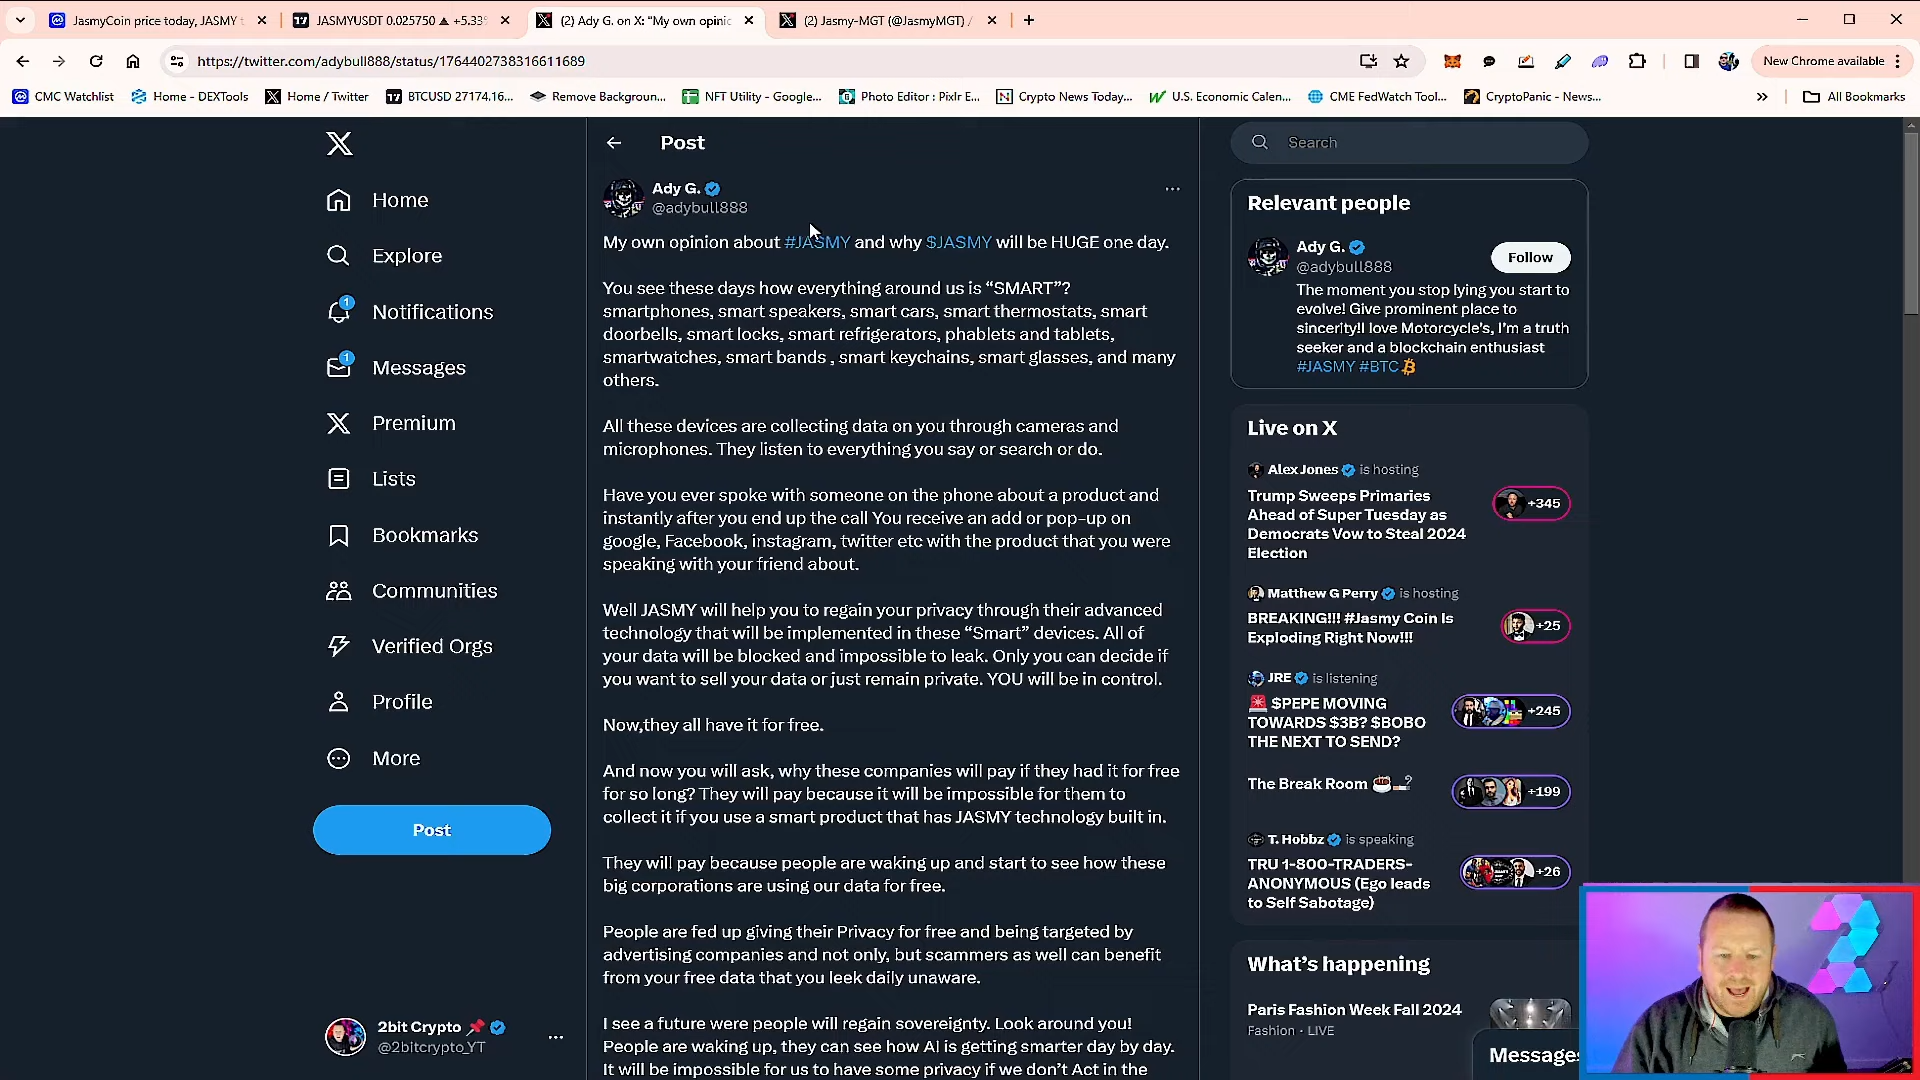 JasmyCoin price today, JASMY t
JASMYUSDT 0.025750 ▲ +5.33%
(2) Ady G. on X: "My own opinic
(2) Jasmy-MGT (@JasmyMGT) /
https://twitter.com/adybull888/status/1764402738316611689
New Chrome available
CMC Watchlist
Home - DEXTools
Home / Twitter
BTCUSD 27174.16...
Remove Backgroun...
NFT Utility - Google...
Photo Editor : Pixlr E...
Crypto News Today...
U.S. Economic Calen...
CME FedWatch Tool...
CryptoPanic - News...
All Bookmarks
Home
Explore
1
Notifications
1
Messages
Premium
Lists
Bookmarks
Communities
Verified Orgs
Profile
More
Post
2bit Crypto
@2bitcrypto_YT
Post
Ady G.
@adybull888
My own opinion about #JASMY and why $JASMY will be HUGE one day.
You see these days how everything around us is “SMART”?
smartphones, smart speakers, smart cars, smart thermostats, smart
doorbells, smart locks, smart refrigerators, phablets and tablets,
smartwatches, smart bands , smart keychains, smart glasses, and many
others.
All these devices are collecting data on you through cameras and
microphones. They listen to everything you say or search or do.
Have you ever spoke with someone on the phone about a product and
instantly after you end up the call You receive an add or pop-up on
google, Facebook, instagram, twitter etc with the product that you were
speaking with your friend about.
Well JASMY will help you to regain your privacy through their advanced
technology that will be implemented in these “Smart” devices. All of
your data will be blocked and impossible to leak. Only you can decide if
you want to sell your data or just remain private. YOU will be in control.
Now,they all have it for free.
And now you will ask, why these companies will pay if they had it for free
for so long? They will pay because it will be impossible for them to
collect it if you use a smart product that has JASMY technology built in.
They will pay because people are waking up and start to see how these
big corporations are using our data for free.
People are fed up giving their Privacy for free and being targeted by
advertising companies and not only, but scammers as well can benefit
from your free data that you leek daily unaware.
I see a future were people will regain sovereignty. Look around you!
People are waking up, they can see how AI is getting smarter day by day.
It will be impossible for us to have some privacy if we don’t Act in the
Search
Relevant people
Ady G.
@adybull888
Follow
The moment you stop lying you start to
evolve! Give prominent place to
sincerity!I love Motorcycle’s, I’m a truth
seeker and a blockchain enthusiast
#JASMY #BTC
Live on X
Alex Jones is hosting
Trump Sweeps Primaries
Ahead of Super Tuesday as
Democrats Vow to Steal 2024
Election
+345
Matthew G Perry is hosting
BREAKING!!! #Jasmy Coin Is
Exploding Right Now!!!
+25
JRE is listening
🚨 $PEPE MOVING
TOWARDS $3B? $BOBO
THE NEXT TO SEND?
+245
The Break Room
+199
T. Hobbz is speaking
TRU 1-800-TRADERS-
ANONYMOUS (Ego leads
to Self Sabotage)
+26
What’s happening
Paris Fashion Week Fall 2024
Fashion · LIVE
Messages